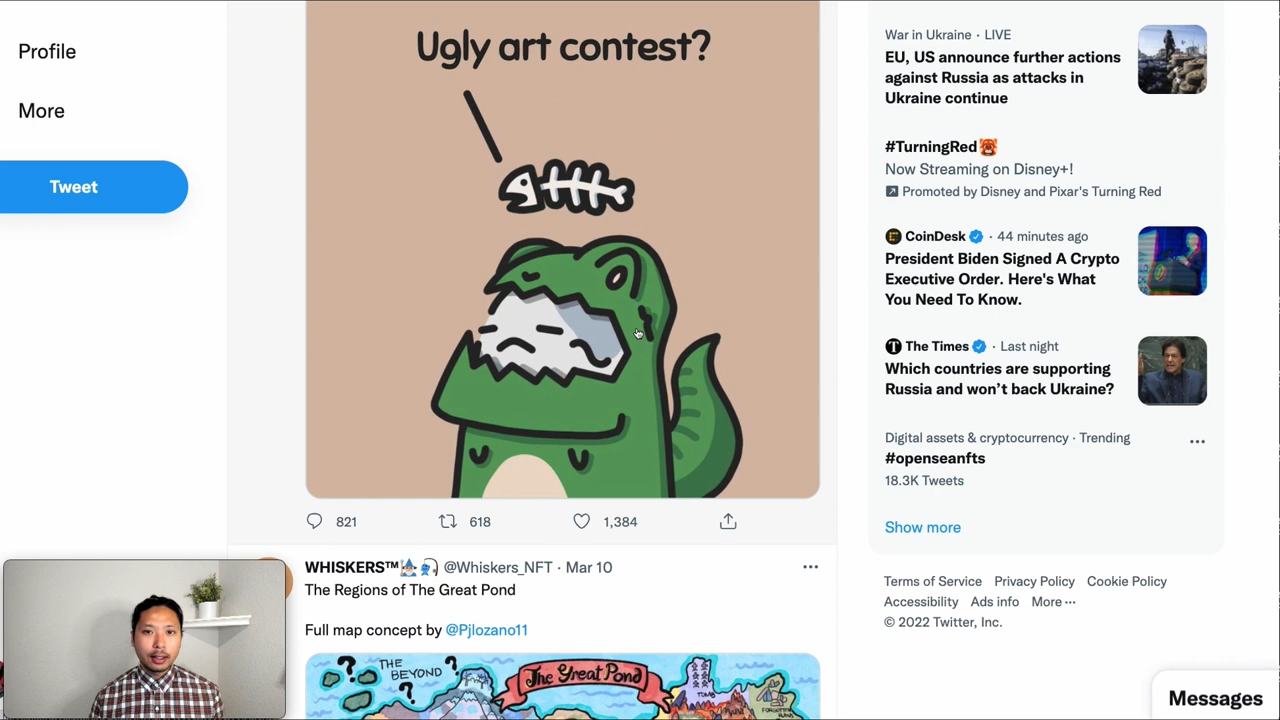 Profile
More
Tweet
Ugly art contest?
821
618
1,384
WHISKERS™ @Whiskers_NFT · Mar 10
The Regions of The Great Pond
Full map concept by @Pjlozano11
?
THE
BEYOND
?
?
The Great Pond
TOMB
War in Ukraine · LIVE
EU, US announce further actions
against Russia as attacks in
Ukraine continue
#TurningRed
Now Streaming on Disney+!
Promoted by Disney and Pixar's Turning Red
CoinDesk · 44 minutes ago
President Biden Signed A Crypto
Executive Order. Here's What
You Need To Know.
The Times · Last night
Which countries are supporting
Russia and won’t back Ukraine?
Digital assets & cryptocurrency · Trending
#openseanfts
18.3K Tweets
Show more
Terms of Service Privacy Policy Cookie Policy
Accessibility Ads info More ···
© 2022 Twitter, Inc.
Messages